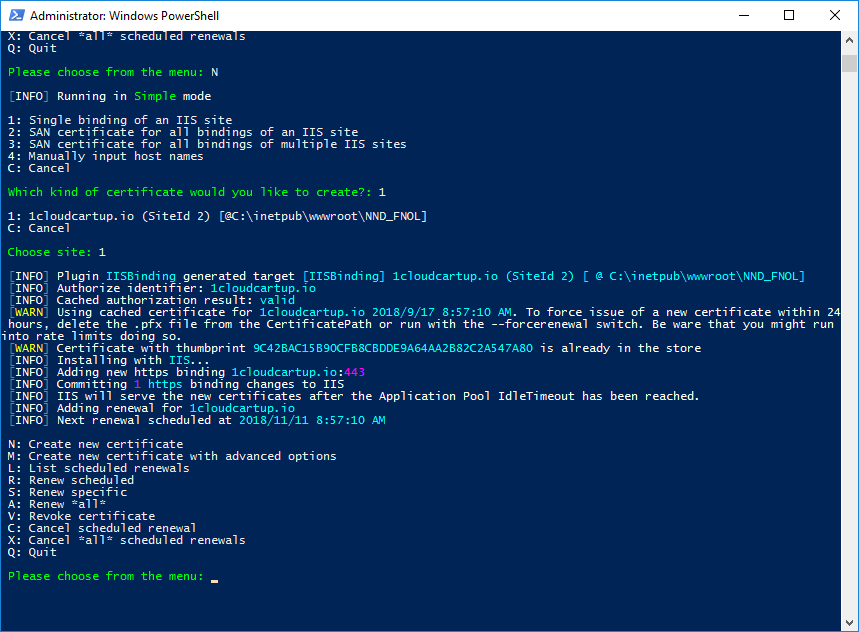 Administrator: Windows PowerShell
X: Cancel *all* scheduled renewals
Q: Quit
Please choose from the menu: N
[INFO] Running in Simple mode
1: Single binding of an IIS site
2: SAN certificate for all bindings of an IIS site
3: SAN certificate for all bindings of multiple IIS sites
4: Manually input host names
C: Cancel
Which kind of certificate would you like to create?: 1
1: 1cloudcartup.io (SiteId 2) [@C:\inetpub\wwwroot\NND_FNOL]
C: Cancel
Choose site: 1
[INFO] Plugin IISBinding generated target [IISBinding] 1cloudcartup.io (SiteId 2) [ @ C:\inetpub\wwwroot\NND_FNOL]
[INFO] Authorize identifier: 1cloudcartup.io
[INFO] Cached authorization result: valid
[WARN] Using cached certificate for 1cloudcartup.io 2018/9/17 8:57:10 AM. To force issue of a new certificate within 24
hours, delete the .pfx file from the CertificatePath or run with the --forcerenewal switch. Be ware that you might run
into rate limits doing so.
[WARN] Certificate with thumbprint 9C42BAC15B90CFB8CBDDE9A64AA2B82C2A547A80 is already in the store
[INFO] Installing with IIS...
[INFO] Adding new https binding 1cloudcartup.io:443
[INFO] Committing 1 https binding changes to IIS
[INFO] IIS will serve the new certificates after the Application Pool IdleTimeout has been reached.
[INFO] Adding renewal for 1cloudcartup.io
[INFO] Next renewal scheduled at 2018/11/11 8:57:10 AM
N: Create new certificate
M: Create new certificate with advanced options
L: List scheduled renewals
R: Renew scheduled
S: Renew specific
A: Renew *all*
V: Revoke certificate
C: Cancel scheduled renewal
X: Cancel *all* scheduled renewals
Q: Quit
Please choose from the menu: _